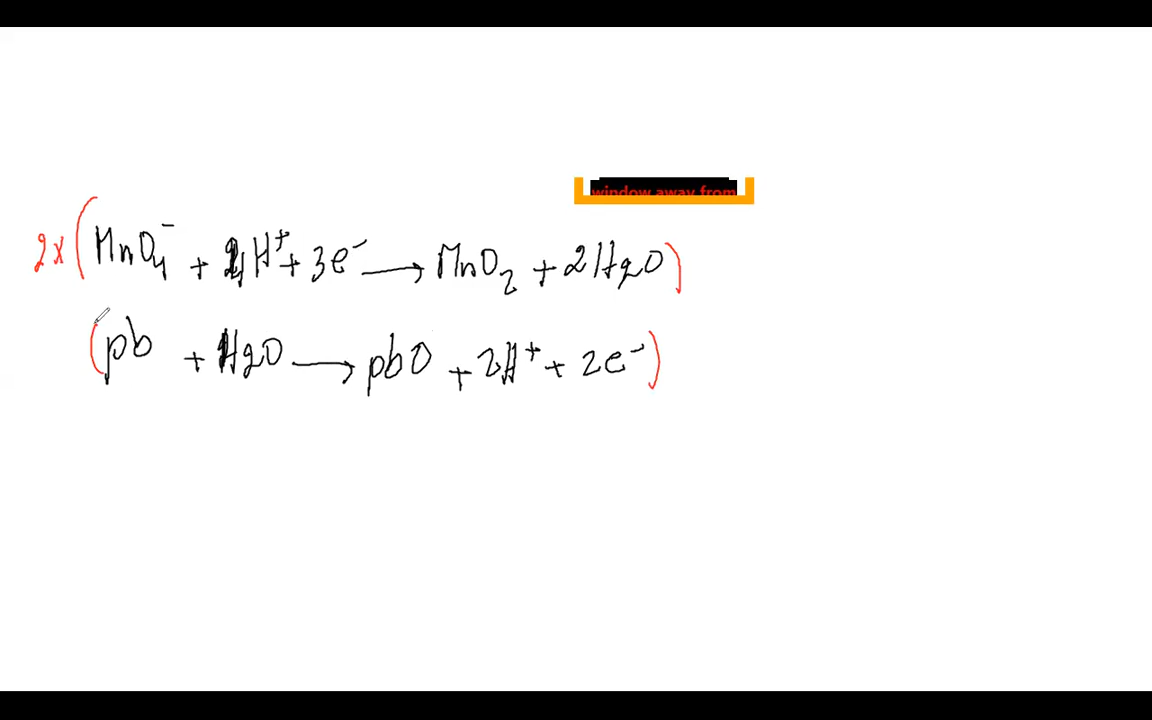 window away from
2x(MnO₄⁻ + 4H⁺ + 3e⁻ → MnO₂ + 2H₂O)
(pb + H₂O → pbO + 2H⁺ + 2e⁻)